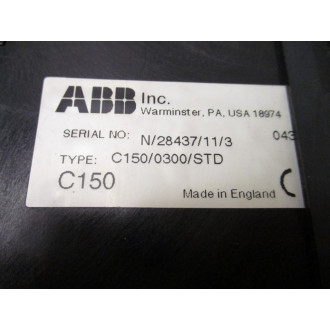 ABB Inc.
Warminster, PA, USA 18974
SERIAL NO: N/28437/11/3 043
TYPE: C150/0300/STD
C150
Made in England